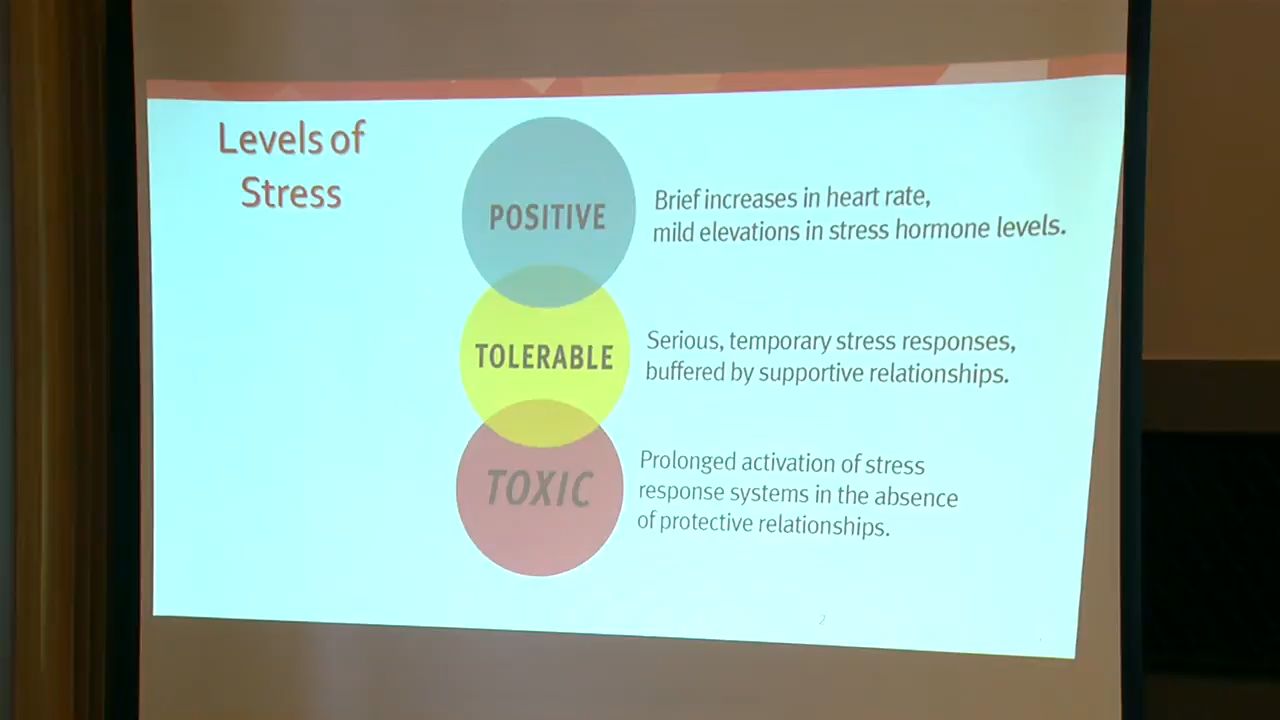 Levels of
Stress
POSITIVE
Brief increases in heart rate,
mild elevations in stress hormone levels.
TOLERABLE
Serious, temporary stress responses,
buffered by supportive relationships.
TOXIC
Prolonged activation of stress
response systems in the absence
of protective relationships.
2